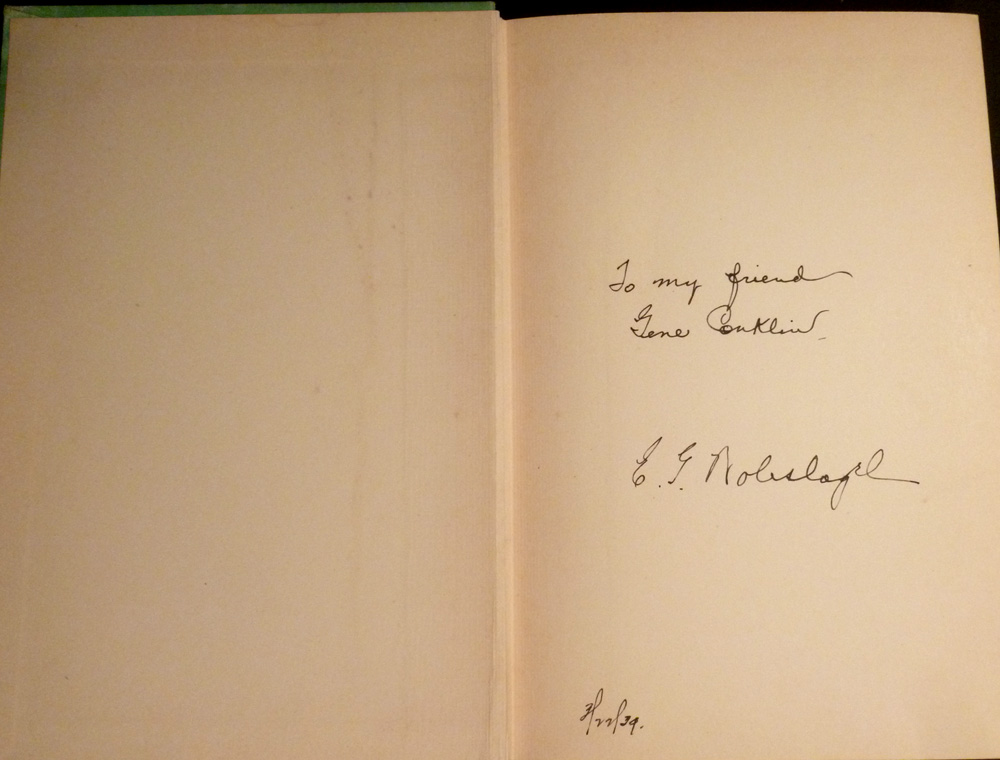 To my friend
Gene Conklin
E. G.
3/22/39.